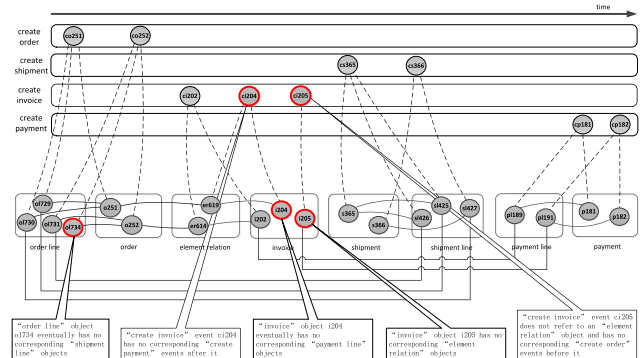 time
create
order
co251
co252
create
shipment
cs365
cs366
create
invoice
ci202
ci204
ci205
create
payment
cp181
cp182
ol729
ol730
ol731
ol734
o251
o252
er619
er614
i202
i204
i205
s365
s366
sl425
sl426
sl427
pl189
pl191
p181
p182
order line
order
element relation
invoice
shipment
shipment line
payment line
payment
"order line" object
ol734 eventually has no
corresponding "shipment
line" objects
"create invoice" event ci204
has no corresponding "create
payment" events after it
"invoice" object i204
eventually has no
corresponding "payment line"
objects
"invoice" object i205 has no
corresponding "element
relation" objects
"create invoice" event ci205
does not refer to an "element
relation" object and has no
corresponding "create order"
events before it